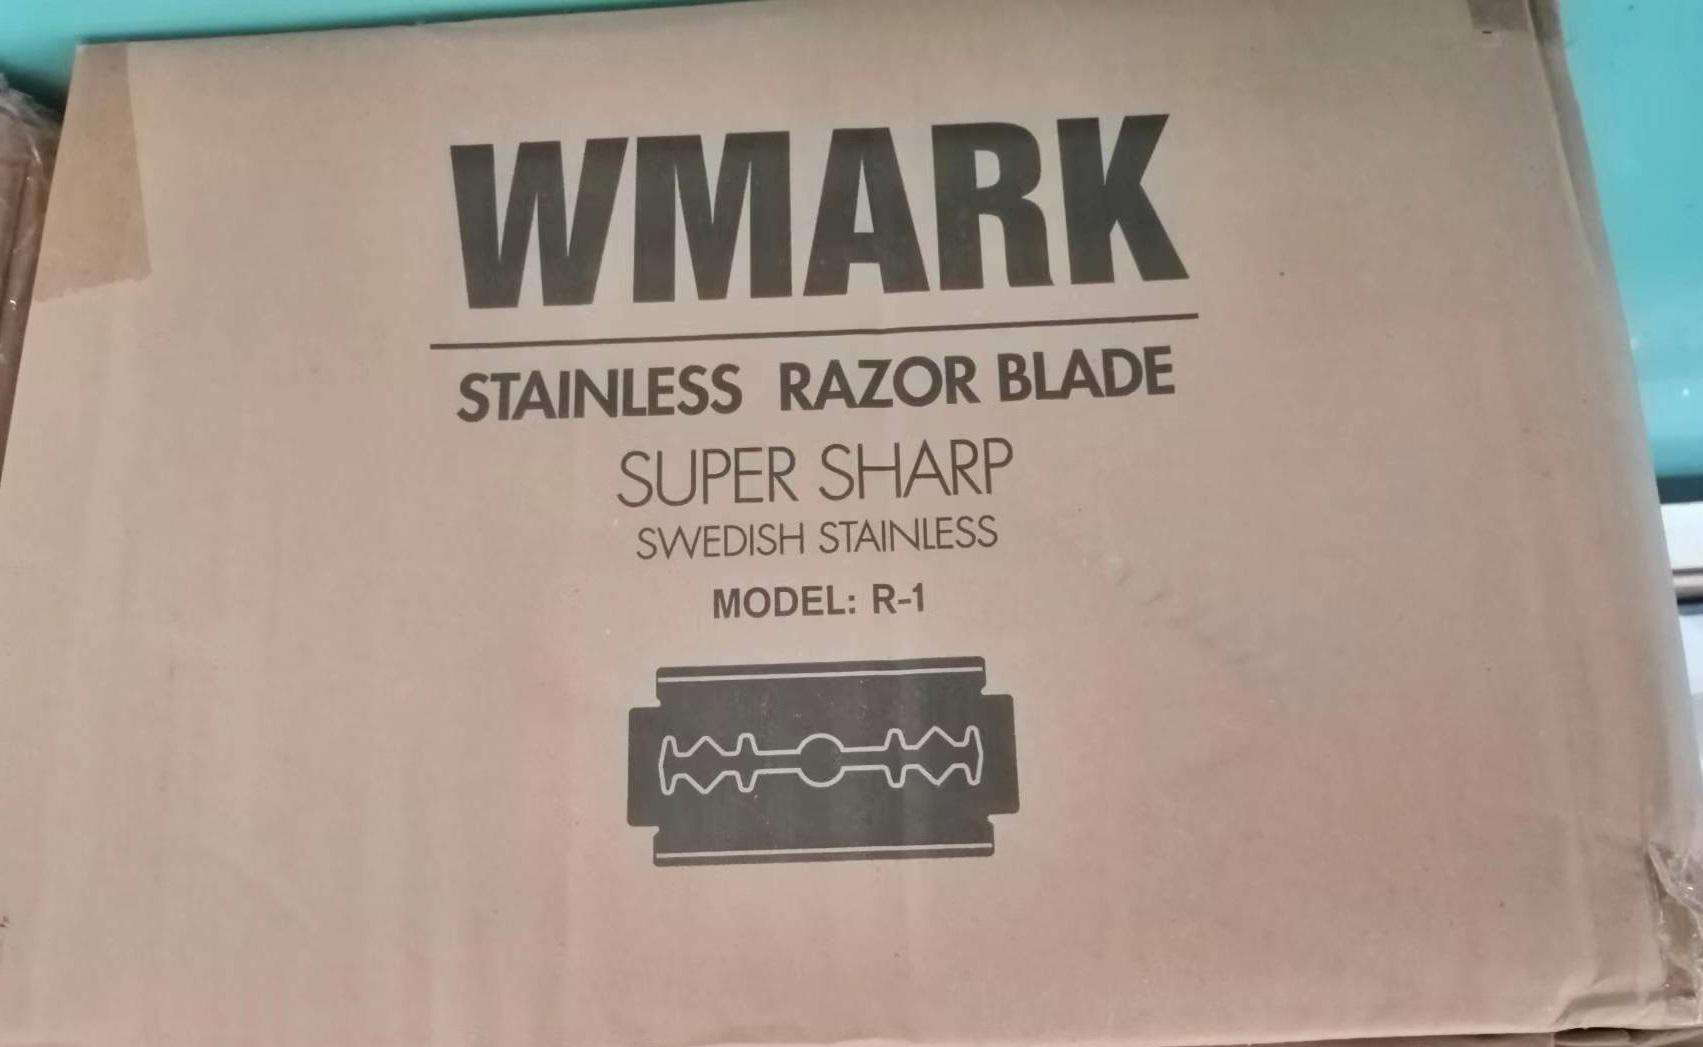 WMARK
STAINLESS RAZOR BLADE
SUPER SHARP
SWEDISH STAINLESS
MODEL: R-1